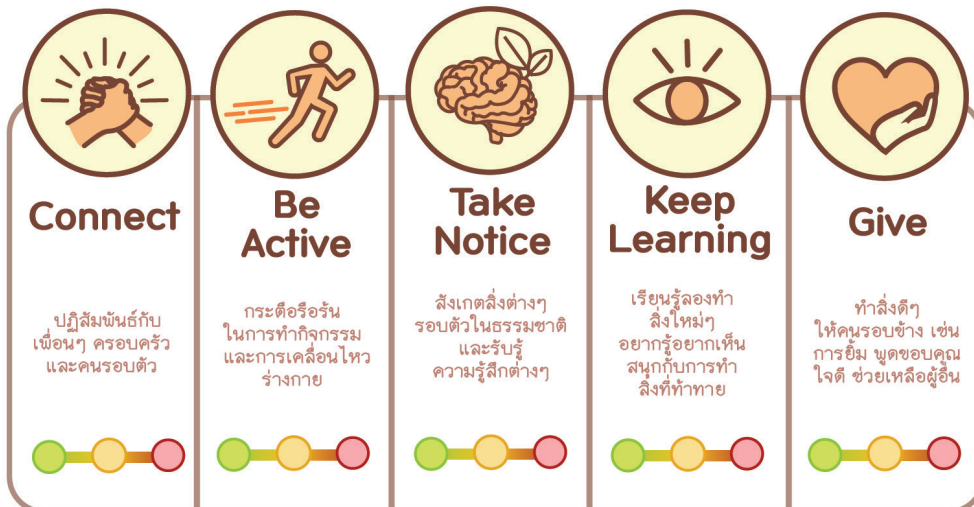 Connect
ปฏิสัมพันธ์กับ
เพื่อนๆ ครอบครัว
และคนรอบตัว
Be
Active
กระตือรือร้น
ในการทำกิจกรรม
และการเคลื่อนไหว
ร่างกาย
Take
Notice
สังเกตสิ่งต่างๆ
รอบตัวในธรรมชาติ
และรับรู้
ความรู้สึกต่างๆ
Keep
Learning
เรียนรู้ลองทำ
สิ่งใหม่ๆ
อยากรู้อยากเห็น
สนุกกับการทำ
สิ่งที่ท้าทาย
Give
ทำสิ่งดีๆ
ให้คนรอบข้าง เช่น
การยิ้ม พูดขอบคุณ
ใจดี ช่วยเหลือผู้อื่น